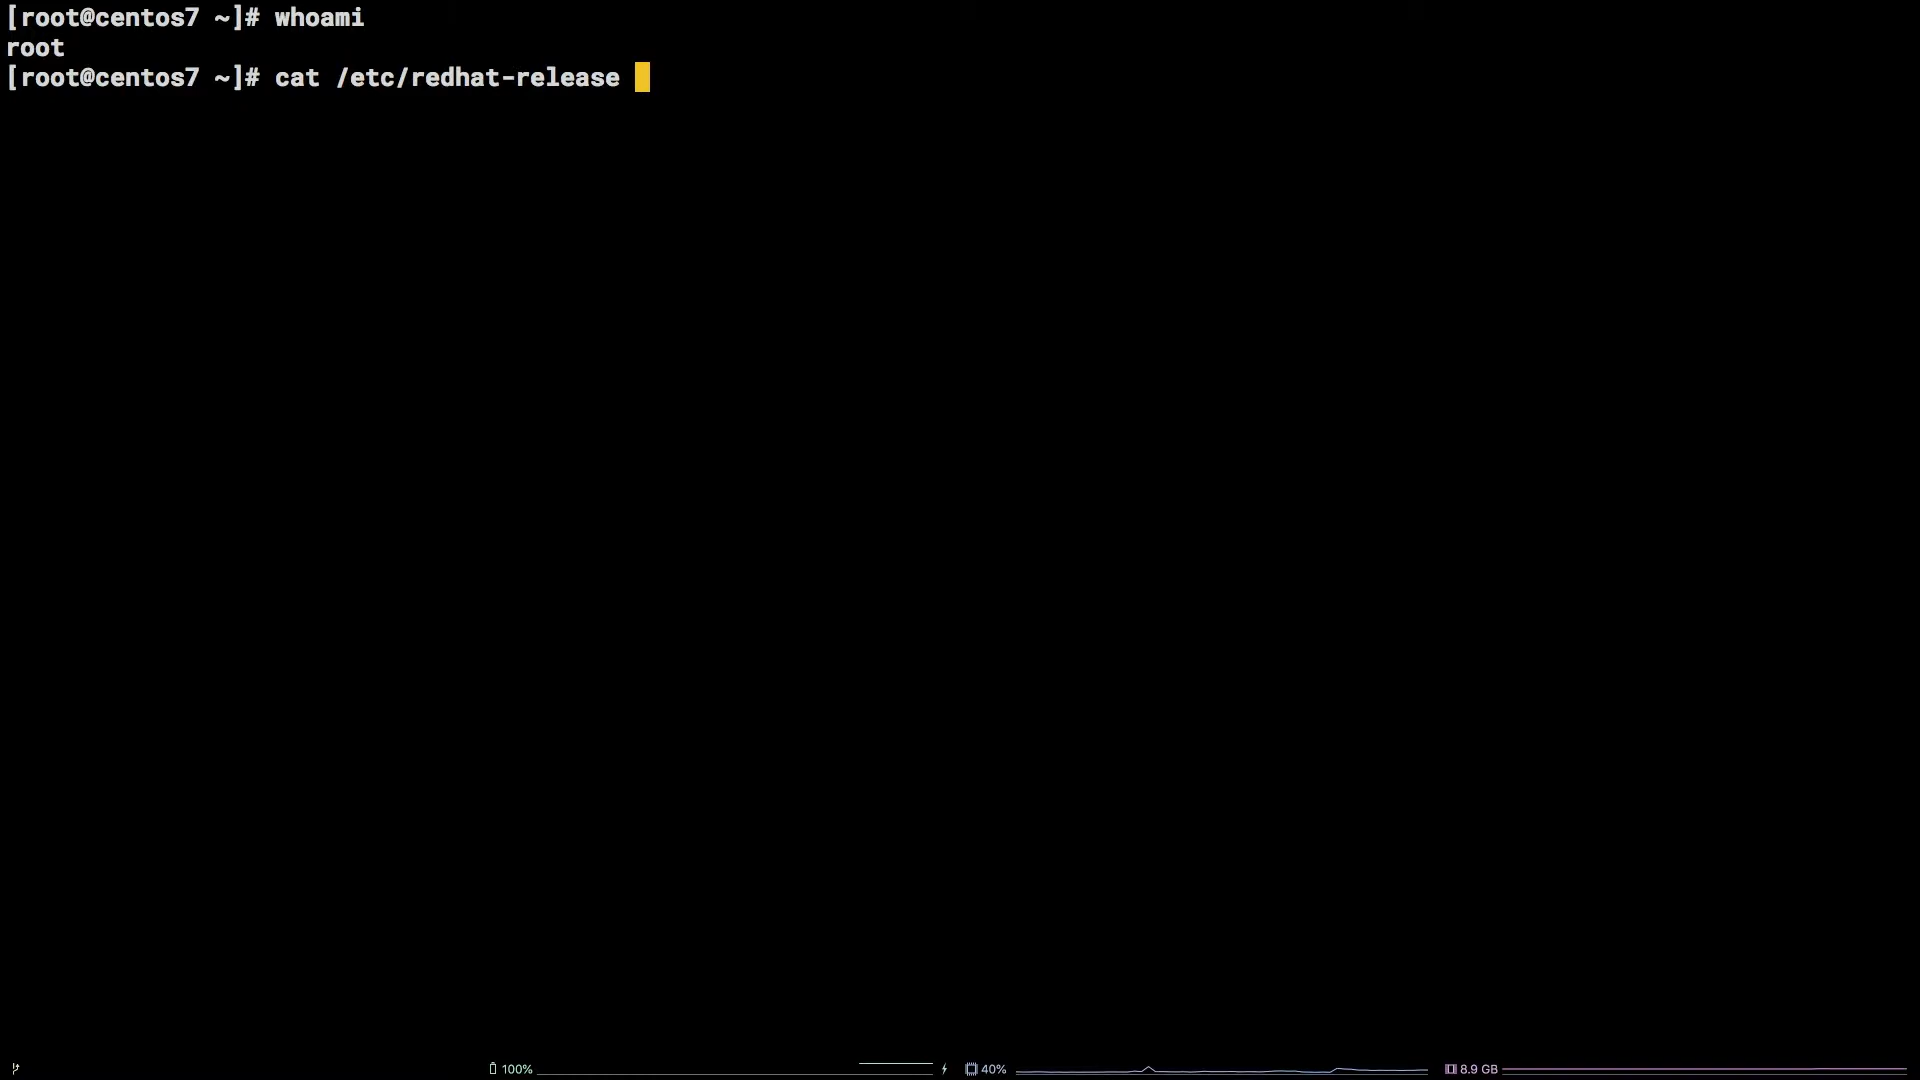 [root@centos7 ~]# whoami
root
[root@centos7 ~]# cat /etc/redhat-release
100% 40% 8.9 GB